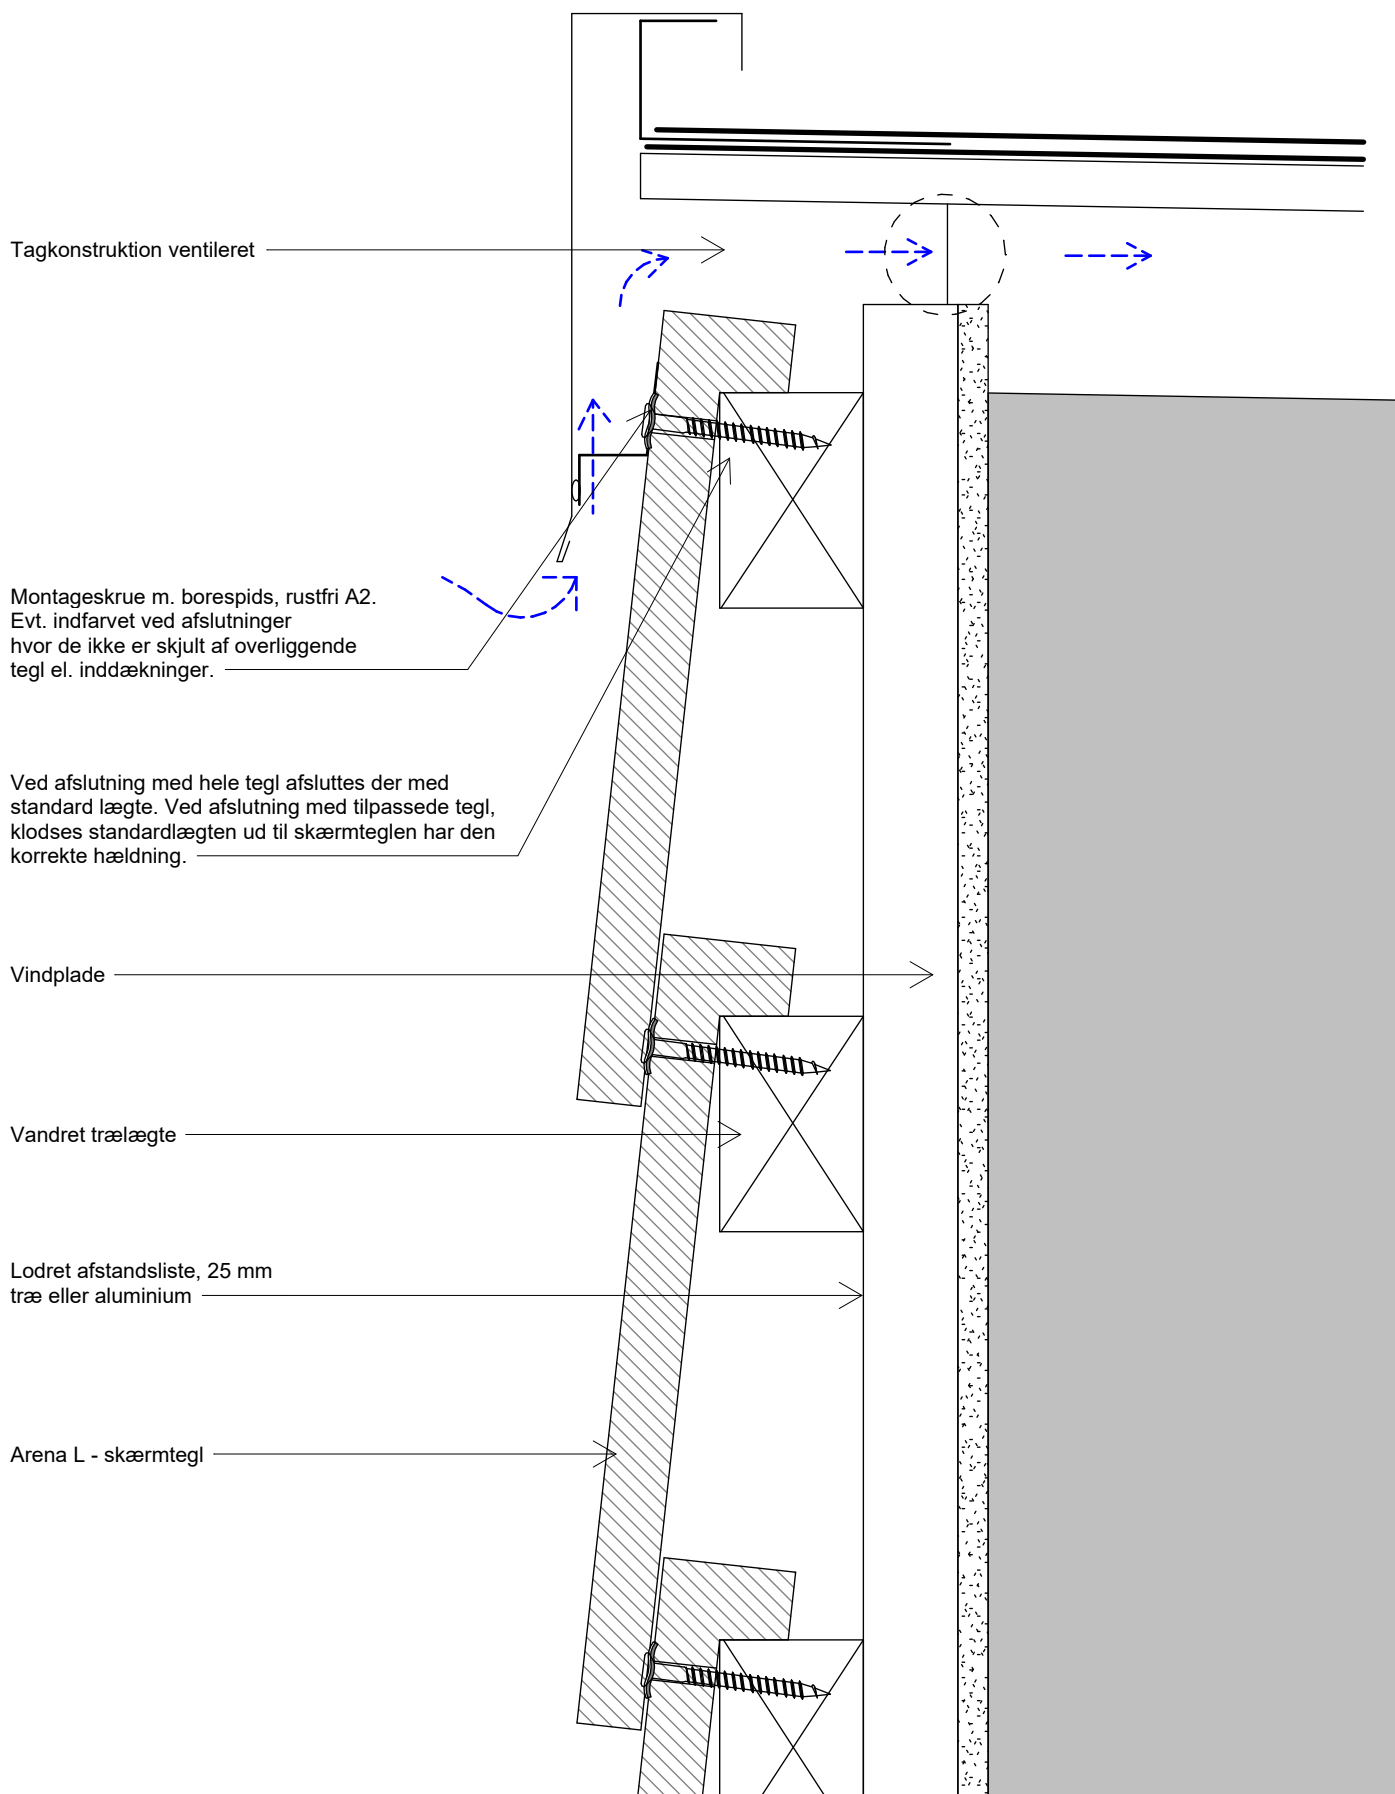 Tagkonstruktion ventileret
Montageskrue m. borespids, rustfri A2.
Evt. indfarvet ved afslutninger
hvor de ikke er skjult af overliggende
tegl el. inddækninger.
Ved afslutning med hele tegl afsluttes der med
standard lægte. Ved afslutning med tilpassede tegl,
klodses standardlægten ud til skærmteglen har den
korrekte hældning.
Vindplade
Vandret trælægte
Lodret afstandsliste, 25 mm
træ eller aluminium
Arena L - skærmtegl